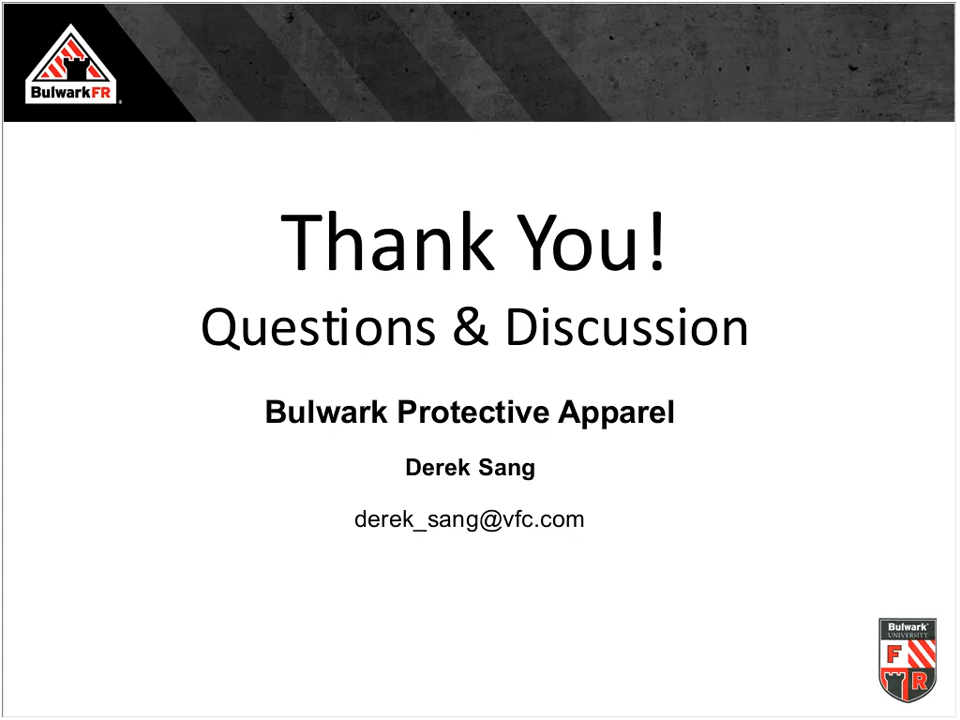 BulwarkFR
Thank You!
Questions & Discussion
Bulwark Protective Apparel
Derek Sang
derek_sang@vfc.com
Bulwark®
UNIVERSITY
F
R